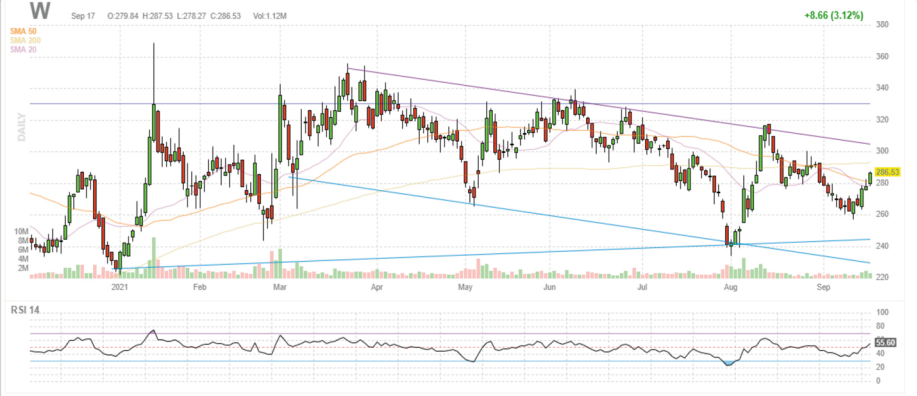 W Sep 17 O:279.84 H:287.53 L:278.27 C:286.53 Vol:1.12M +8.66 (3.12%)
SMA 50
SMA 200
SMA 20
DAILY
380
360
340
320
300
286.53
280
260
240
220
10M
8M
6M
4M
2M
2021 Feb Mar Apr May Jun Jul Aug Sep
RSI 14
100
80
55.60
40
20
0